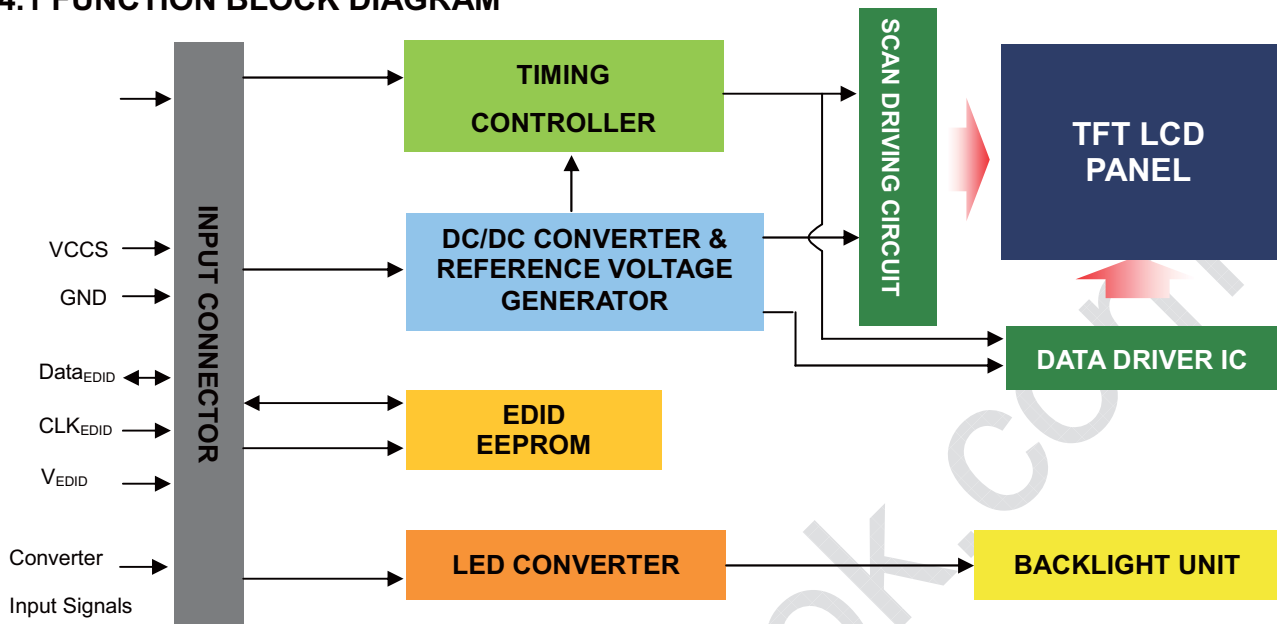 4.1 FUNCTION BLOCK DIAGRAM
TIMING
CONTROLLER
SCAN DRIVING CIRCUIT
TFT LCD
PANEL
INPUT CONNECTOR
VCCS
GND
DC/DC CONVERTER &
REFERENCE VOLTAGE
GENERATOR
DATA DRIVER IC
DataEDID
CLKEDID
VEDID
EDID
EEPROM
Converter
Input Signals
LED CONVERTER
BACKLIGHT UNIT